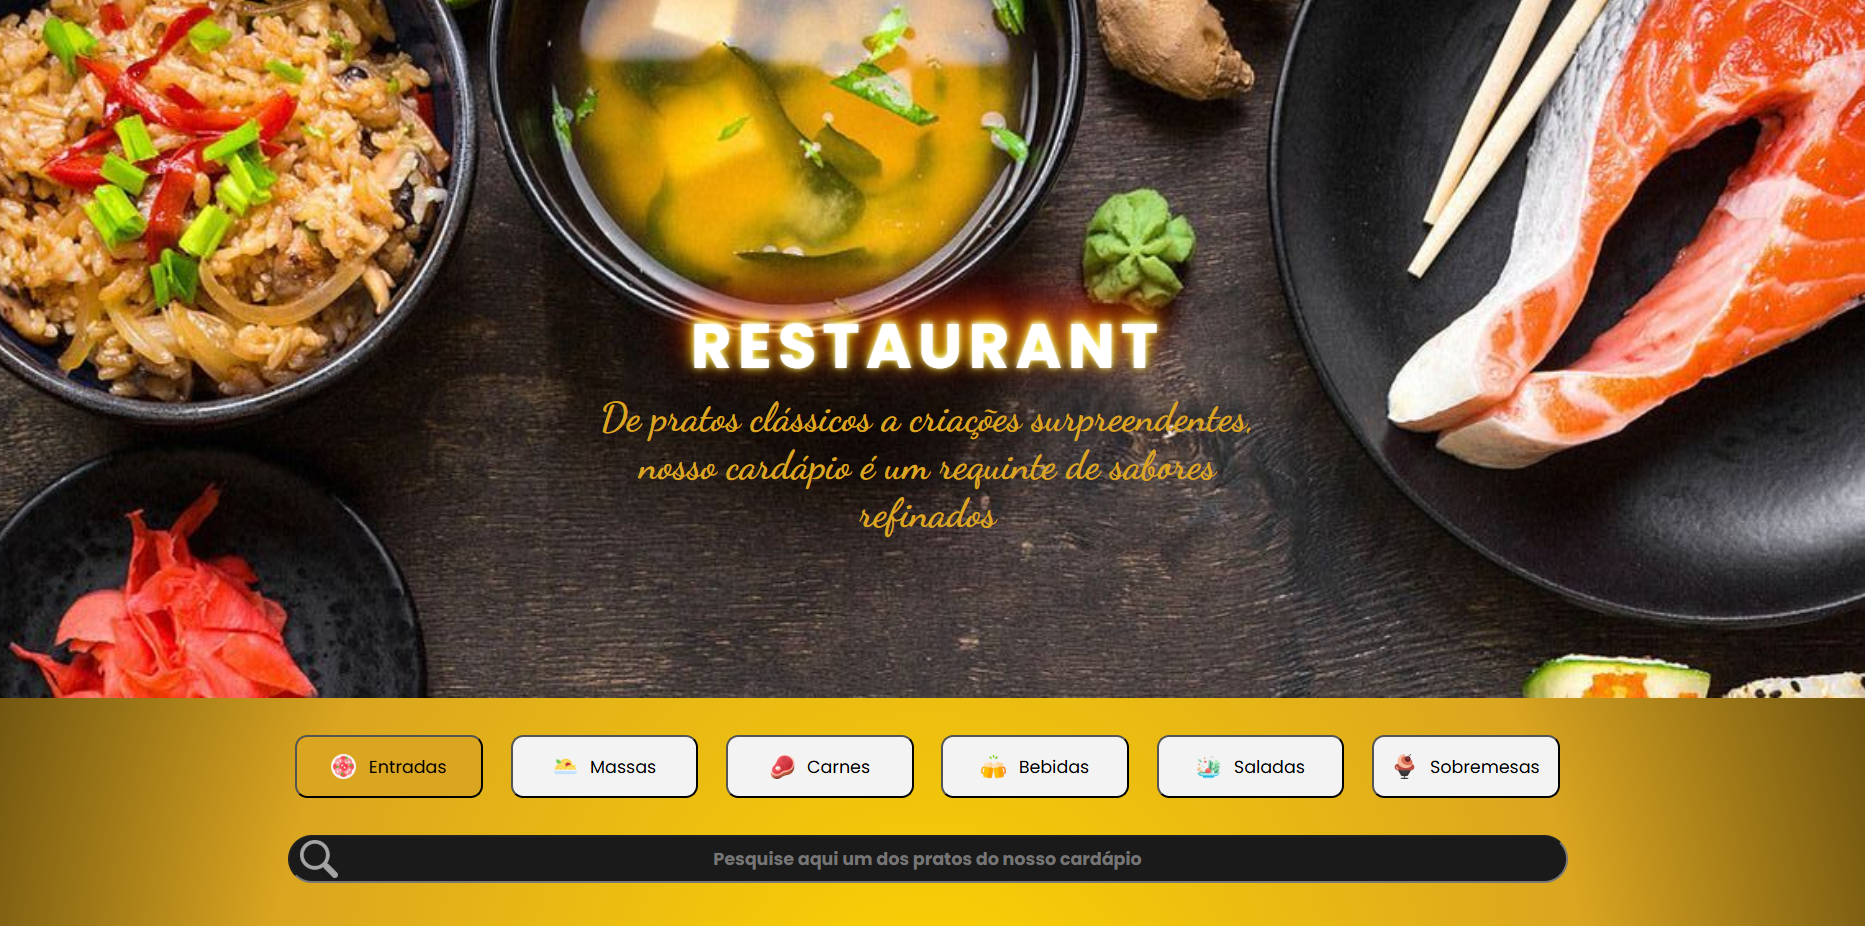 RESTAURANT
De pratos clássicos a criações surpreendentes,
nosso cardápio é um requinte de sabores
refinados
Entradas
Massas
Carnes
Bebidas
Saladas
Sobremesas
Pesquise aqui um dos pratos do nosso cardápio